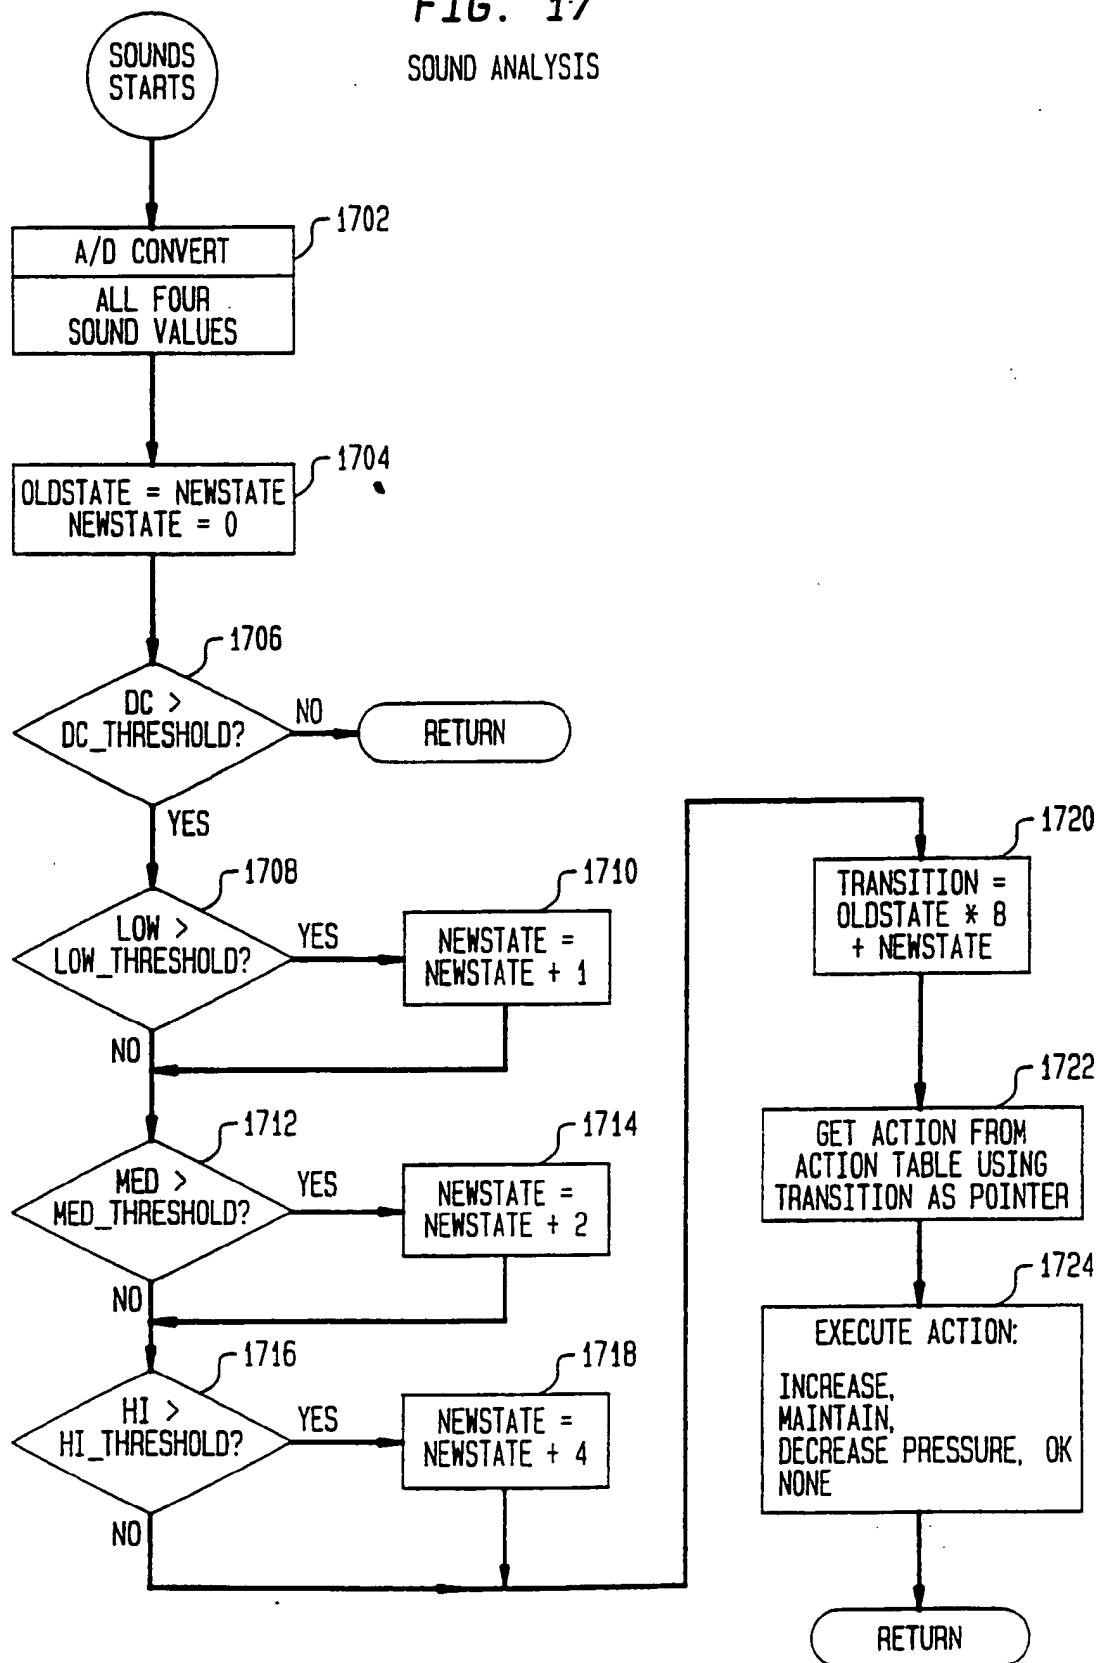 FIG. 17
SOUND ANALYSIS
SOUNDS
STARTS
1702
A/D CONVERT
ALL FOUR
SOUND VALUES
1704
OLDSTATE = NEWSTATE
NEWSTATE = 0
1706
DC >
DC_THRESHOLD?
NO
RETURN
YES
1708
LOW >
LOW_THRESHOLD?
YES
1710
NEWSTATE =
NEWSTATE + 1
NO
1712
MED >
MED_THRESHOLD?
YES
1714
NEWSTATE =
NEWSTATE + 2
NO
1716
HI >
HI_THRESHOLD?
YES
1718
NEWSTATE =
NEWSTATE + 4
NO
1720
TRANSITION =
OLDSTATE * 8
+ NEWSTATE
1722
GET ACTION FROM
ACTION TABLE USING
TRANSITION AS POINTER
1724
EXECUTE ACTION:
INCREASE,
MAINTAIN,
DECREASE PRESSURE, OK
NONE
RETURN